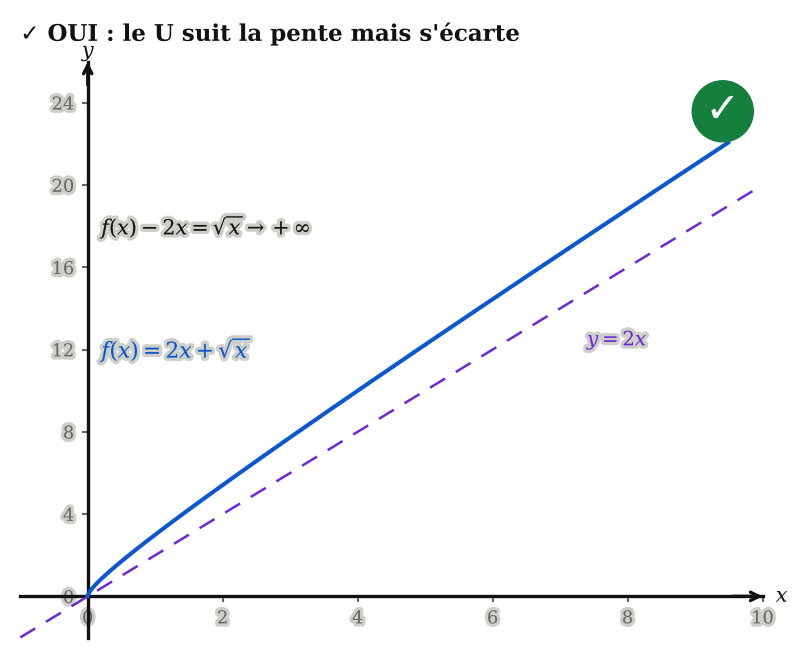 ✓ OUI : le U suit la pente mais s'écarte
y
✓
24
20
f(x) − 2x = √x → + ∞
16
12
f(x) = 2x + √x
y = 2x
8
4
0
x
0 2 4 6 8 10